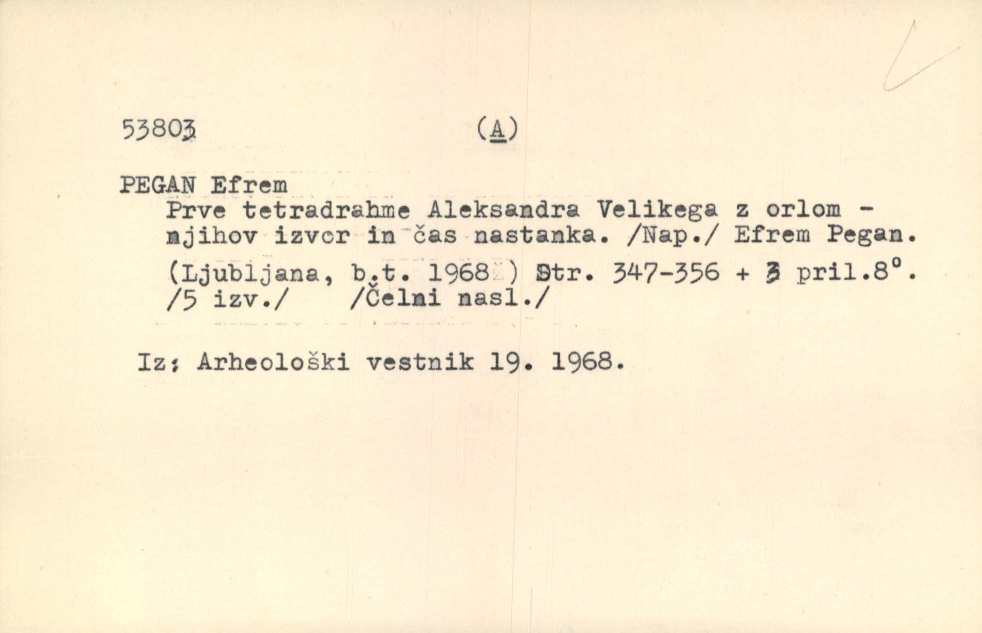 53803 (A)
PEGAN Efrem
Prve tetradrahme Aleksandra Velikega z orlom -
njihov izvor in čas nastanka. /Nap./ Efrem Pegan.
(Ljubljana, b.t. 1968 ) Str. 347-356 + 3 pril.8°.
/5 izv./ /Čelni nasl./
Iz: Arheološki vestnik 19. 1968.